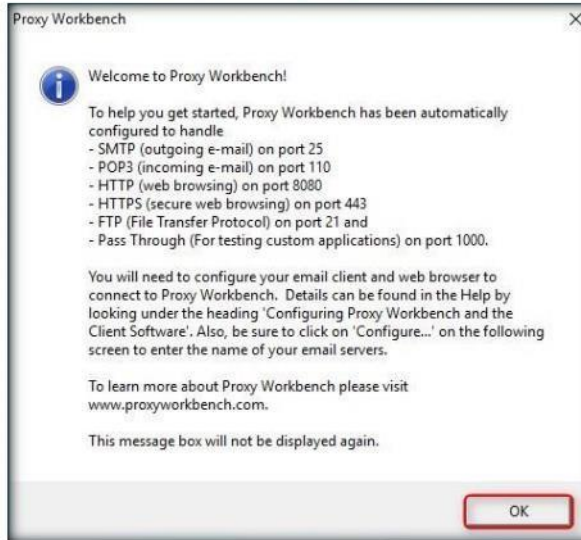 Proxy Workbench
Welcome to Proxy Workbench!
To help you get started, Proxy Workbench has been automatically
configured to handle
- SMTP (outgoing e-mail) on port 25
- POP3 (incoming e-mail) on port 110
- HTTP (web browsing) on port 8080
- HTTPS (secure web browsing) on port 443
- FTP (File Transfer Protocol) on port 21 and
- Pass Through (For testing custom applications) on port 1000.
You will need to configure your email client and web browser to
connect to Proxy Workbench.  Details can be found in the Help by
looking under the heading 'Configuring Proxy Workbench and the
Client Software'. Also, be sure to click on 'Configure...' on the following
screen to enter the name of your email servers.
To learn more about Proxy Workbench please visit
www.proxyworkbench.com.
This message box will not be displayed again.
OK